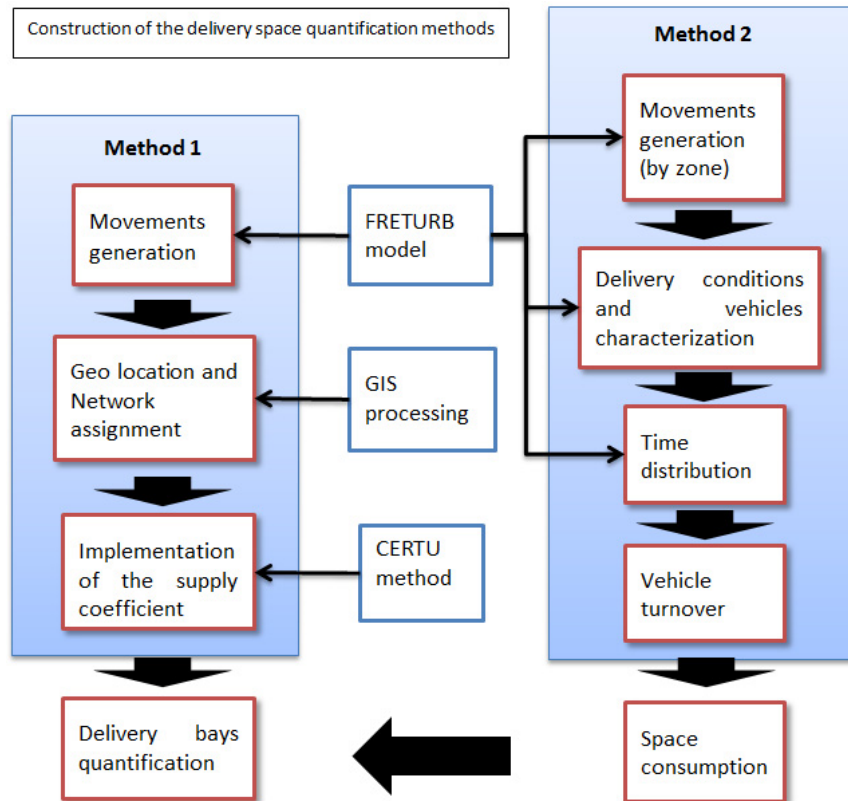 Construction of the delivery space quantification methods
Method 1
Movements
generation
Geo location and
Network
assignment
Implementation
of the supply
coefficient
Delivery bays
quantification
FRETURB
model
GIS
processing
CERTU
method
Method 2
Movements
generation
(by zone)
Delivery conditions
and vehicles
characterization
Time
distribution
Vehicle
turnover
Space
consumption